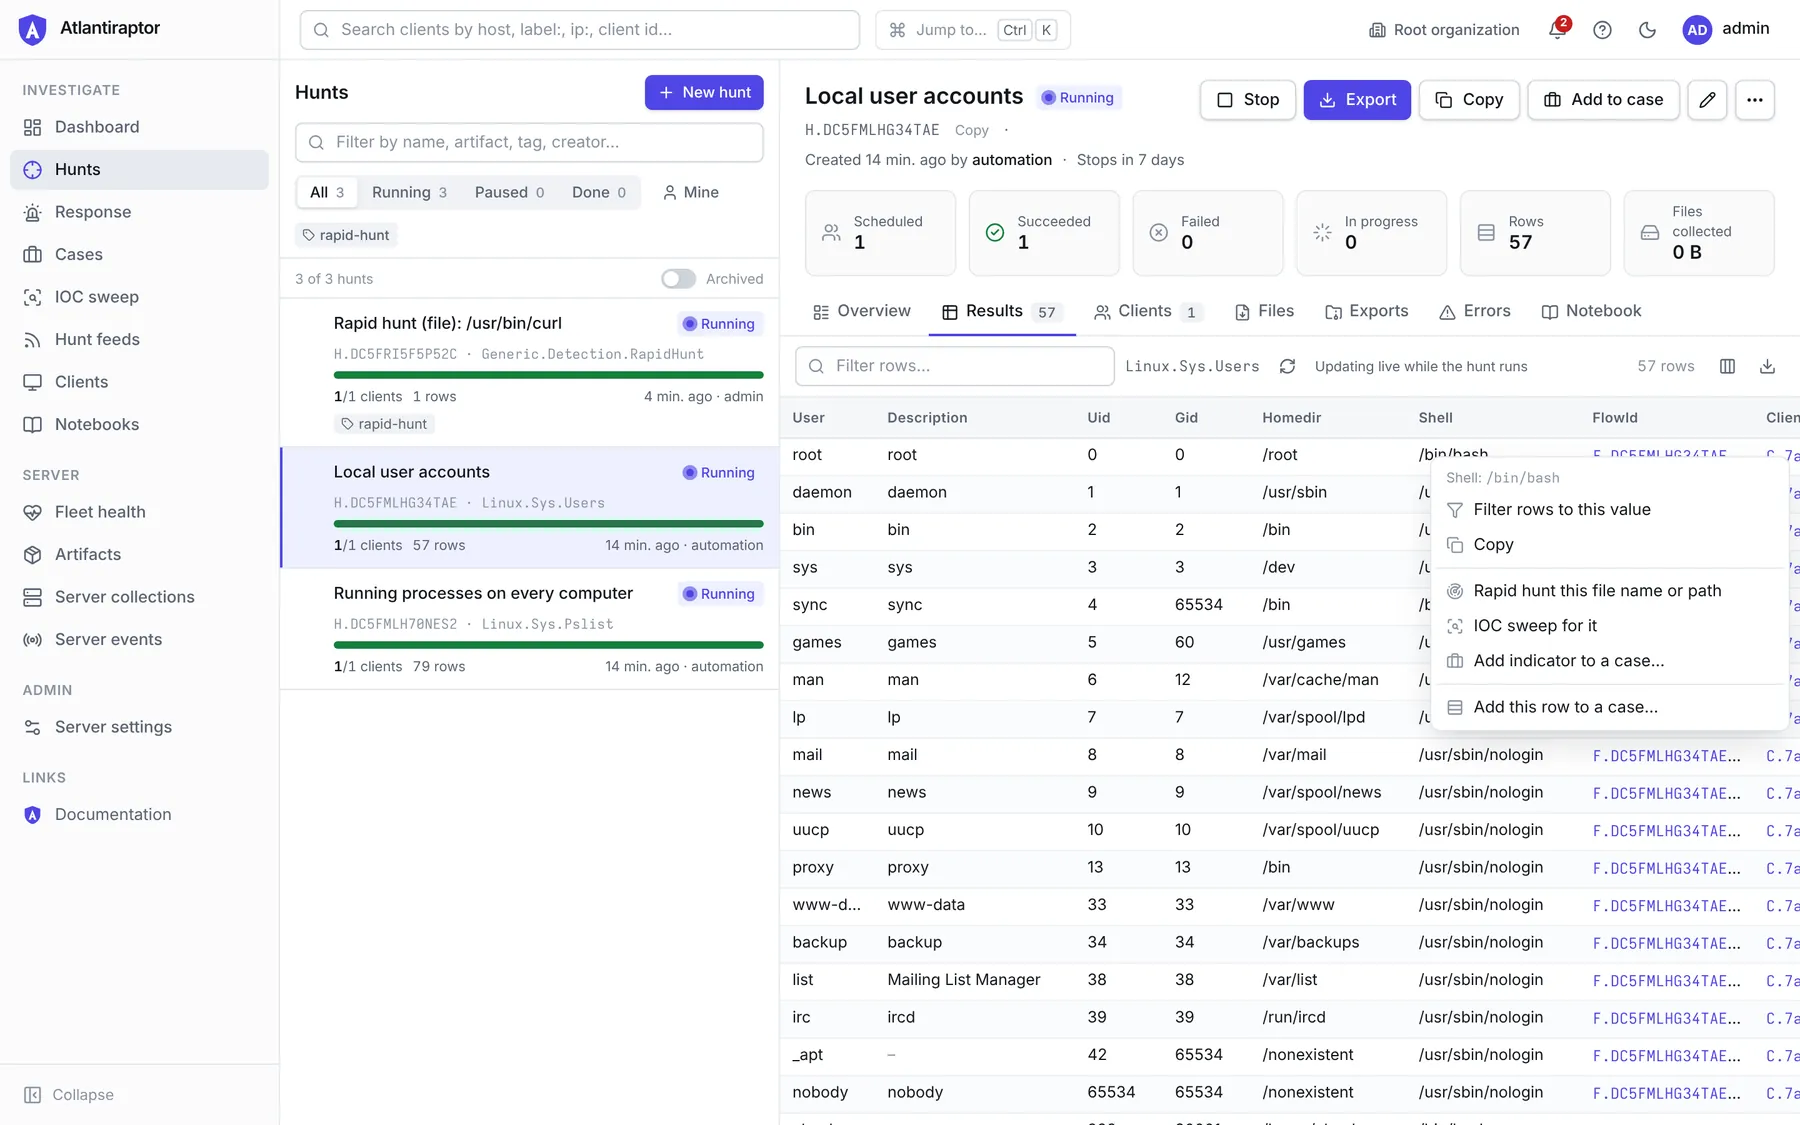 Atlantiraptor
Search clients by host, label:, ip:, client id...
Jump to... Ctrl K
Root organization
2
AD admin
INVESTIGATE
Dashboard
Hunts
Response
Cases
IOC sweep
Hunt feeds
Clients
Notebooks
SERVER
Fleet health
Artifacts
Server collections
Server events
ADMIN
Server settings
LINKS
Documentation
Collapse
Hunts
New hunt
Filter by name, artifact, tag, creator...
All 3 Running 3 Paused 0 Done 0 Mine
rapid-hunt
3 of 3 hunts Archived
Rapid hunt (file): /usr/bin/curl Running
H.DC5FRI5F5P52C · Generic.Detection.RapidHunt
1/1 clients 1 rows 4 min. ago · admin
rapid-hunt
Local user accounts Running
H.DC5FMLHG34TAE · Linux.Sys.Users
1/1 clients 57 rows 14 min. ago · automation
Running processes on every computer Running
H.DC5FMLH70NES2 · Linux.Sys.Pslist
1/1 clients 79 rows 14 min. ago · automation
Local user accounts Running
Stop Export Copy Add to case
H.DC5FMLHG34TAE Copy ·
Created 14 min. ago by automation · Stops in 7 days
Scheduled 1
Succeeded 1
Failed 0
In progress 0
Rows 57
Files collected 0 B
Overview Results 57 Clients 1 Files Exports Errors Notebook
Filter rows... Linux.Sys.Users Updating live while the hunt runs 57 rows
User Description Uid Gid Homedir Shell FlowId Clien
root root 0 0 /root /bin/bash F.DC5FMLHG34TAE C.7a
daemon daemon 1 1 /usr/sbin /u
bin bin 2 2 /bin /u
sys sys 3 3 /dev /u
sync sync 4 65534 /bin /b
games games 5 60 /usr/games /u
man man 6 12 /var/cache/man /u
lp lp 7 7 /var/spool/lpd /u
Shell: /bin/bash
Filter rows to this value
Copy
Rapid hunt this file name or path
IOC sweep for it
Add indicator to a case...
Add this row to a case...
mail mail 8 8 /var/mail /usr/sbin/nologin F.DC5FMLHG34TAE... C.7a
news news 9 9 /var/spool/news /usr/sbin/nologin F.DC5FMLHG34TAE... C.7a
uucp uucp 10 10 /var/spool/uucp /usr/sbin/nologin F.DC5FMLHG34TAE... C.7a
proxy proxy 13 13 /bin /usr/sbin/nologin F.DC5FMLHG34TAE... C.7a
www-d... www-data 33 33 /var/www /usr/sbin/nologin F.DC5FMLHG34TAE... C.7a
backup backup 34 34 /var/backups /usr/sbin/nologin F.DC5FMLHG34TAE... C.7a
list Mailing List Manager 38 38 /var/list /usr/sbin/nologin F.DC5FMLHG34TAE... C.7a
irc ircd 39 39 /run/ircd /usr/sbin/nologin F.DC5FMLHG34TAE... C.7a
_apt – 42 65534 /nonexistent /usr/sbin/nologin F.DC5FMLHG34TAE... C.7a
nobody nobody 65534 65534 /nonexistent /usr/sbin/nologin F.DC5FMLHG34TAE... C.7a